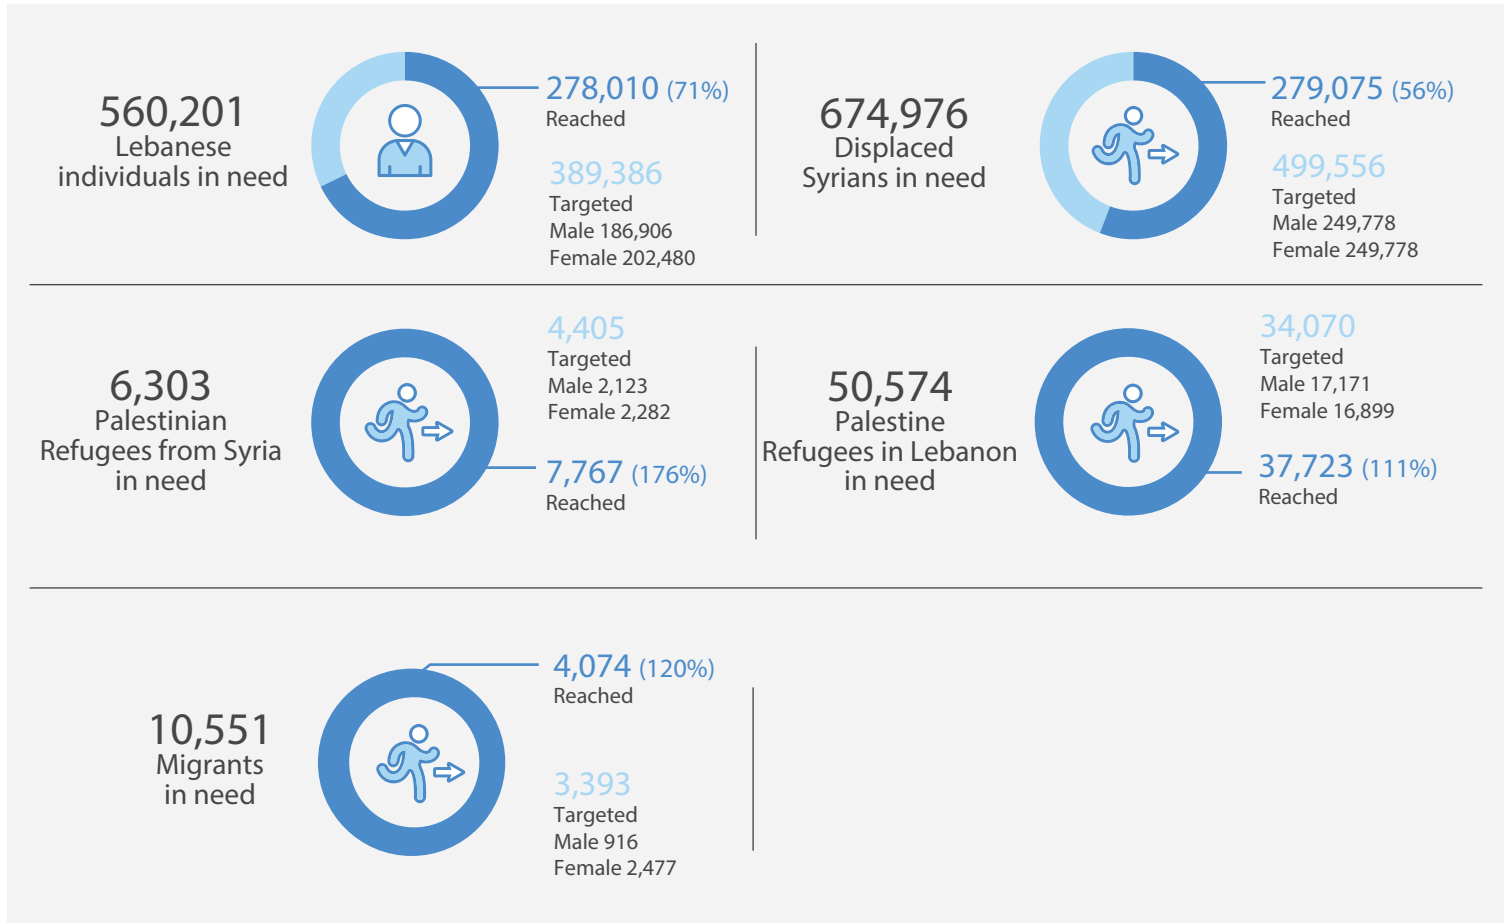 560,201
Lebanese
individuals in need
278,010 (71%)
Reached
389,386
Targeted
Male 186,906
Female 202,480
674,976
Displaced
Syrians in need
279,075 (56%)
Reached
499,556
Targeted
Male 249,778
Female 249,778
6,303
Palestinian
Refugees from Syria
in need
4,405
Targeted
Male 2,123
Female 2,282
7,767 (176%)
Reached
50,574
Palestine
Refugees in Lebanon
in need
34,070
Targeted
Male 17,171
Female 16,899
37,723 (111%)
Reached
10,551
Migrants
in need
4,074 (120%)
Reached
3,393
Targeted
Male 916
Female 2,477